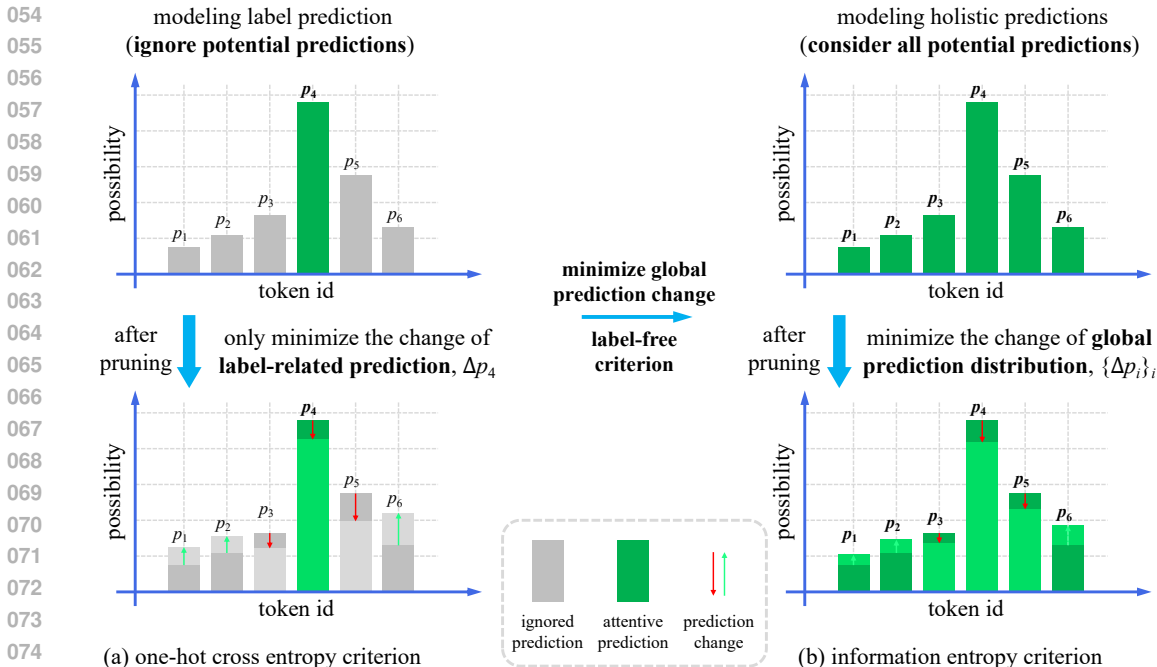 054
055
056
057
058
059
060
061
062
063
064
065
066
067
068
069
070
071
072
073
074
modeling label prediction
(ignore potential predictions)
possibility
p1
p2
p3
p4
p5
p6
token id
after
pruning
only minimize the change of
label-related prediction, Δp4
possibility
p1
p2
p3
p4
p5
p6
token id
(a) one-hot cross entropy criterion
minimize global
prediction change
label-free
criterion
ignored
prediction
attentive
prediction
prediction
change
modeling holistic predictions
(consider all potential predictions)
possibility
p1
p2
p3
p4
p5
p6
token id
after
pruning
minimize the change of global
prediction distribution, {Δpi}i
possibility
p1
p2
p3
p4
p5
p6
token id
(b) information entropy criterion